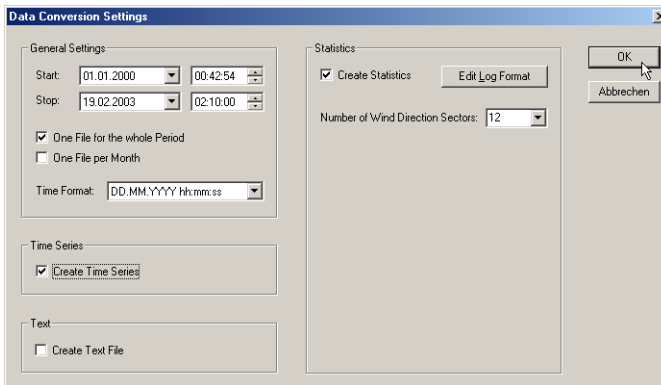 Data Conversion Settings
General Settings
Start: 01.01.2000 00:42:54
Stop: 19.02.2003 02:10:00
One File for the whole Period
One File per Month
Time Format: DD.MM.YYYY hh:mm:ss
Time Series
Create Time Series
Text
Create Text File
Statistics
Create Statistics Edit Log Format
Number of Wind Direction Sectors: 12
OK
Abbrechen